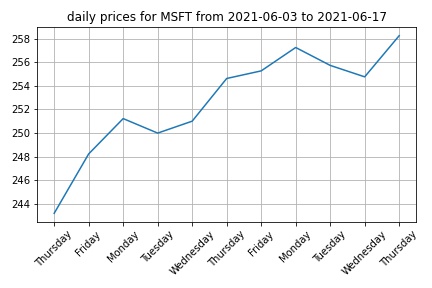 daily prices for MSFT from 2021-06-03 to 2021-06-17
258
256
254
252
250
248
246
244
Thursday
Friday
Monday
Tuesday
Wednesday
Thursday
Friday
Monday
Tuesday
Wednesday
Thursday